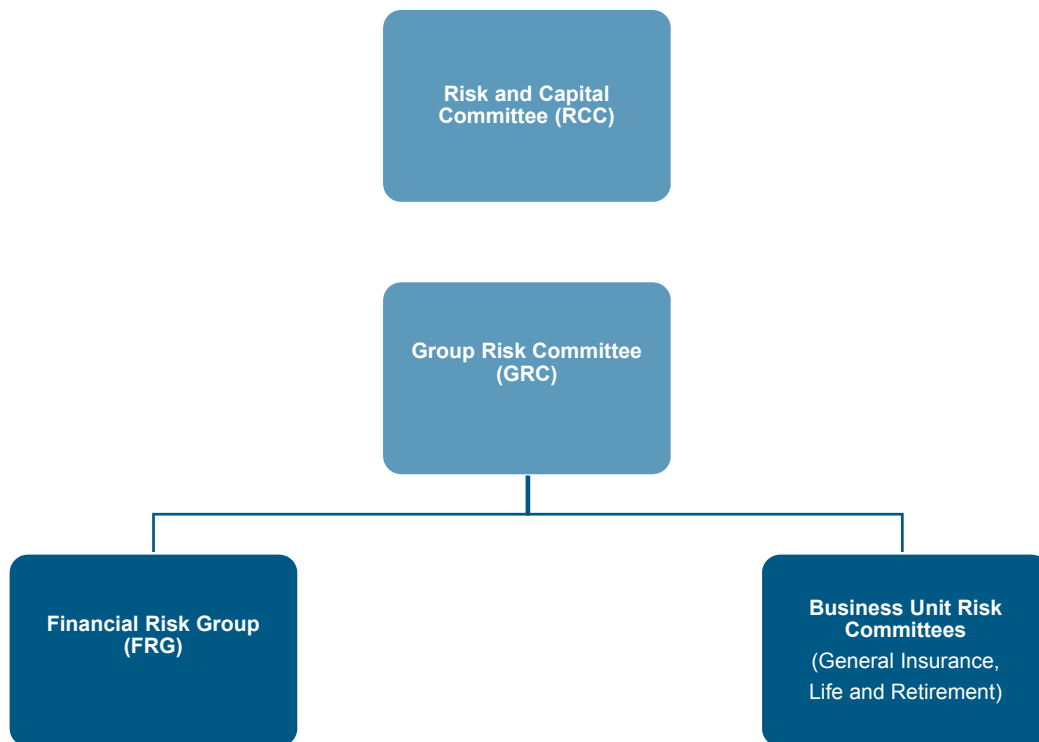 Risk and Capital
Committee (RCC)
Group Risk Committee
(GRC)
Financial Risk Group
(FRG)
Business Unit Risk
Committees
(General Insurance,
Life and Retirement)